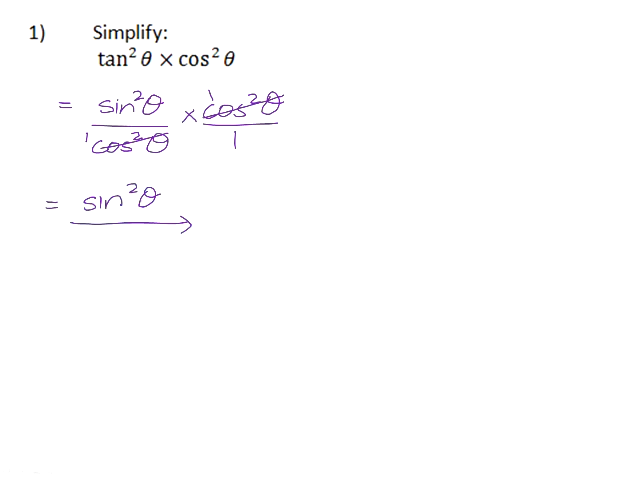 1) Simplify:
tan² θ × cos² θ
= sin²θ/cos²θ × cos²θ/1
1 1
= sin²θ